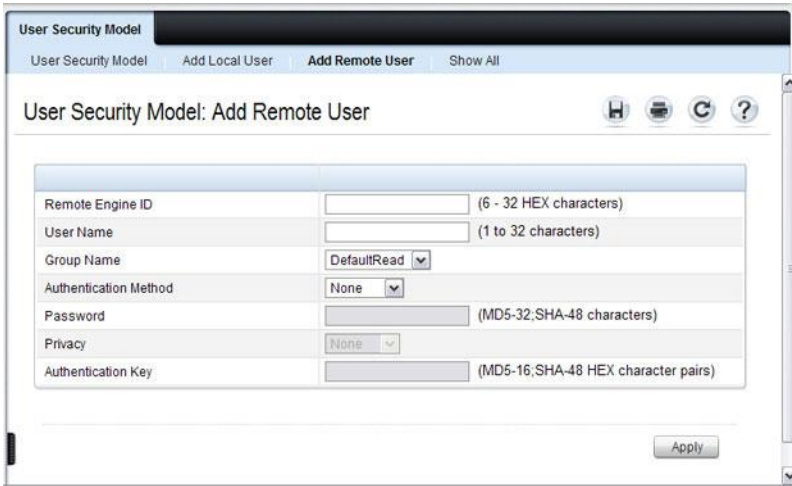 User Security Model
User Security Model Add Local User Add Remote User Show All
User Security Model: Add Remote User
?
Remote Engine ID (6 - 32 HEX characters)
User Name (1 to 32 characters)
Group Name DefaultRead
Authentication Method None
Password (MD5-32;SHA-48 characters)
Privacy None
Authentication Key (MD5-16;SHA-48 HEX character pairs)
Apply